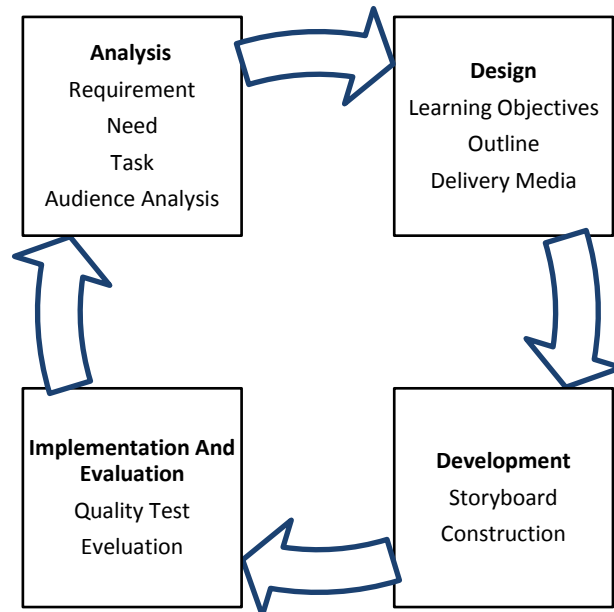 Analysis
Requirement
Need
Task
Audience Analysis
Design
Learning Objectives
Outline
Delivery Media
Implementation And
Evaluation
Quality Test
Eveluation
Development
Storyboard
Construction